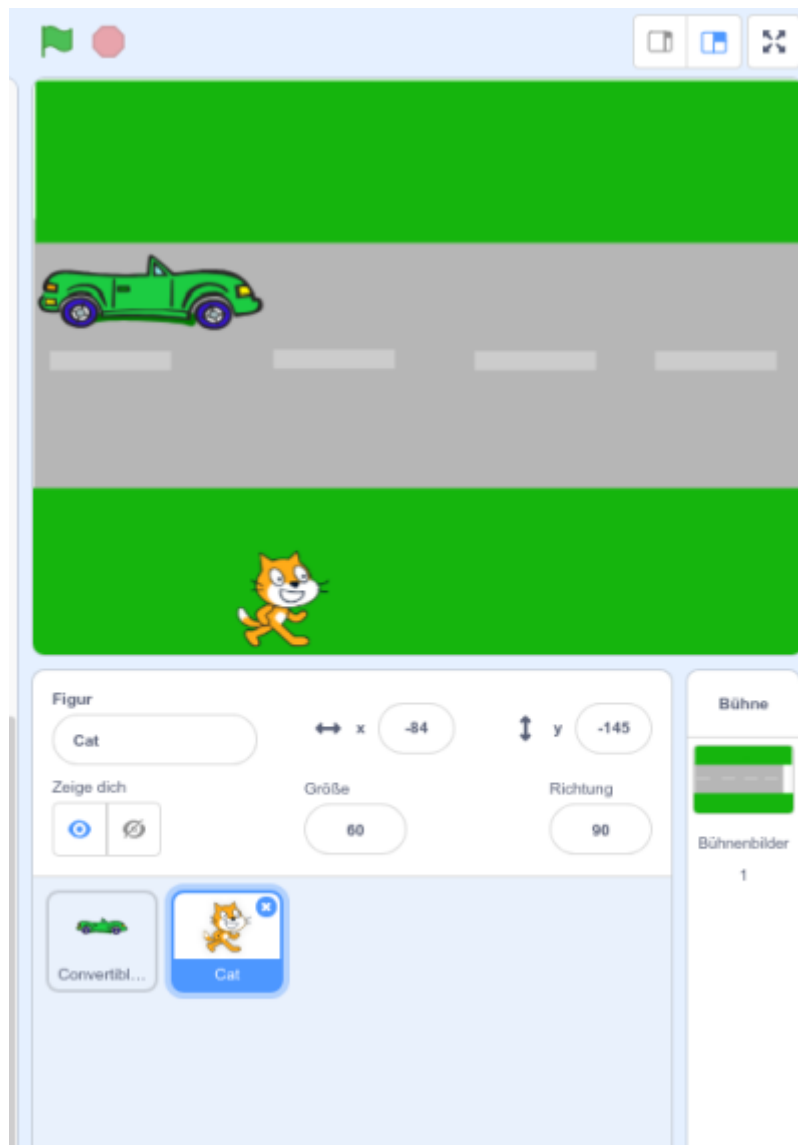 Figur
Cat
x -84
y -145
Zeige dich
Größe
60
Richtung
90
Convertibl...
Cat
Bühne
Bühnenbilder
1